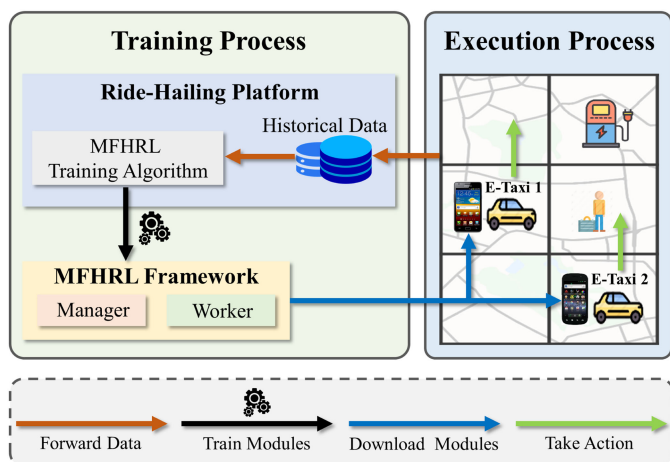 Training Process
Execution Process
Ride-Hailing Platform
Historical Data
MFHRL
Training Algorithm
E-Taxi 1
MFHRL Framework
Manager
Worker
E-Taxi 2
Forward Data
Train Modules
Download Modules
Take Action